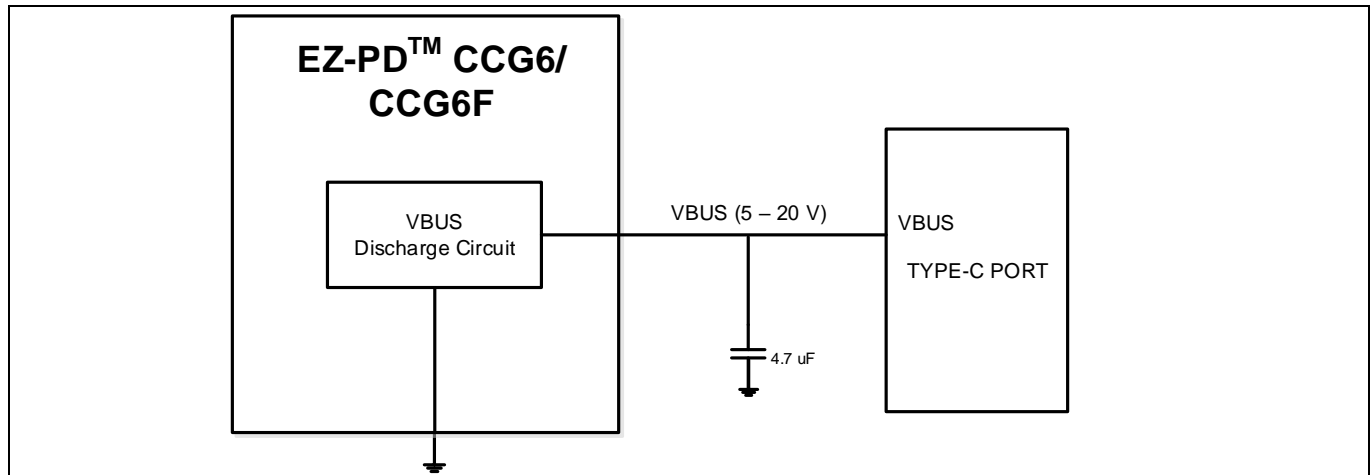 EZ-PD™ CCG6/
CCG6F
VBUS
Discharge Circuit
VBUS (5 – 20 V)
VBUS
TYPE-C PORT
4.7 uF